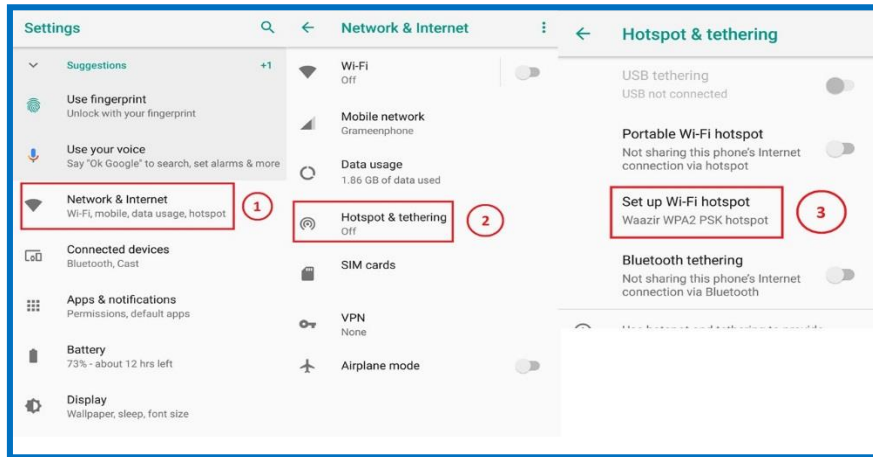 Settings
Suggestions +1
Use fingerprint
Unlock with your fingerprint
Use your voice
Say "Ok Google" to search, set alarms & more
Network & Internet
Wi-Fi, mobile, data usage, hotspot
1
Connected devices
Bluetooth, Cast
Apps & notifications
Permissions, default apps
Battery
73% - about 12 hrs left
Display
Wallpaper, sleep, font size
Network & Internet
Wi-Fi
Off
Mobile network
Grameenphone
Data usage
1.86 GB of data used
Hotspot & tethering
Off
2
SIM cards
VPN
None
Airplane mode
Hotspot & tethering
USB tethering
USB not connected
Portable Wi-Fi hotspot
Not sharing this phone's Internet
connection via hotspot
Set up Wi-Fi hotspot
Waazir WPA2 PSK hotspot
3
Bluetooth tethering
Not sharing this phone's Internet
connection via Bluetooth